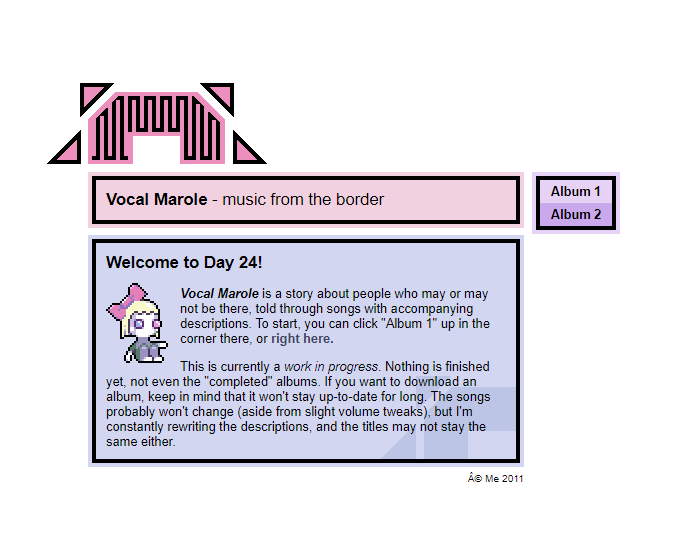 Vocal Marole - music from the border
Album 1
Album 2
Welcome to Day 24!
Vocal Marole is a story about people who may or may
not be there, told through songs with accompanying
descriptions. To start, you can click "Album 1" up in the
corner there, or right here.
This is currently a work in progress. Nothing is finished
yet, not even the "completed" albums. If you want to download an
album, keep in mind that it won't stay up-to-date for long. The songs
probably won't change (aside from slight volume tweaks), but I'm
constantly rewriting the descriptions, and the titles may not stay the
same either.
Â© Me 2011